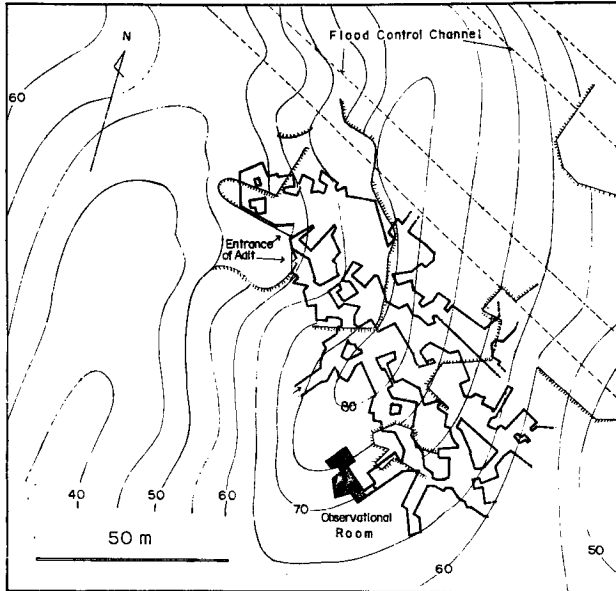 Flood Control Channel
N
60
Entrance
of Adit
80
40 50 60
70
Observational
Room
50 m
60
50